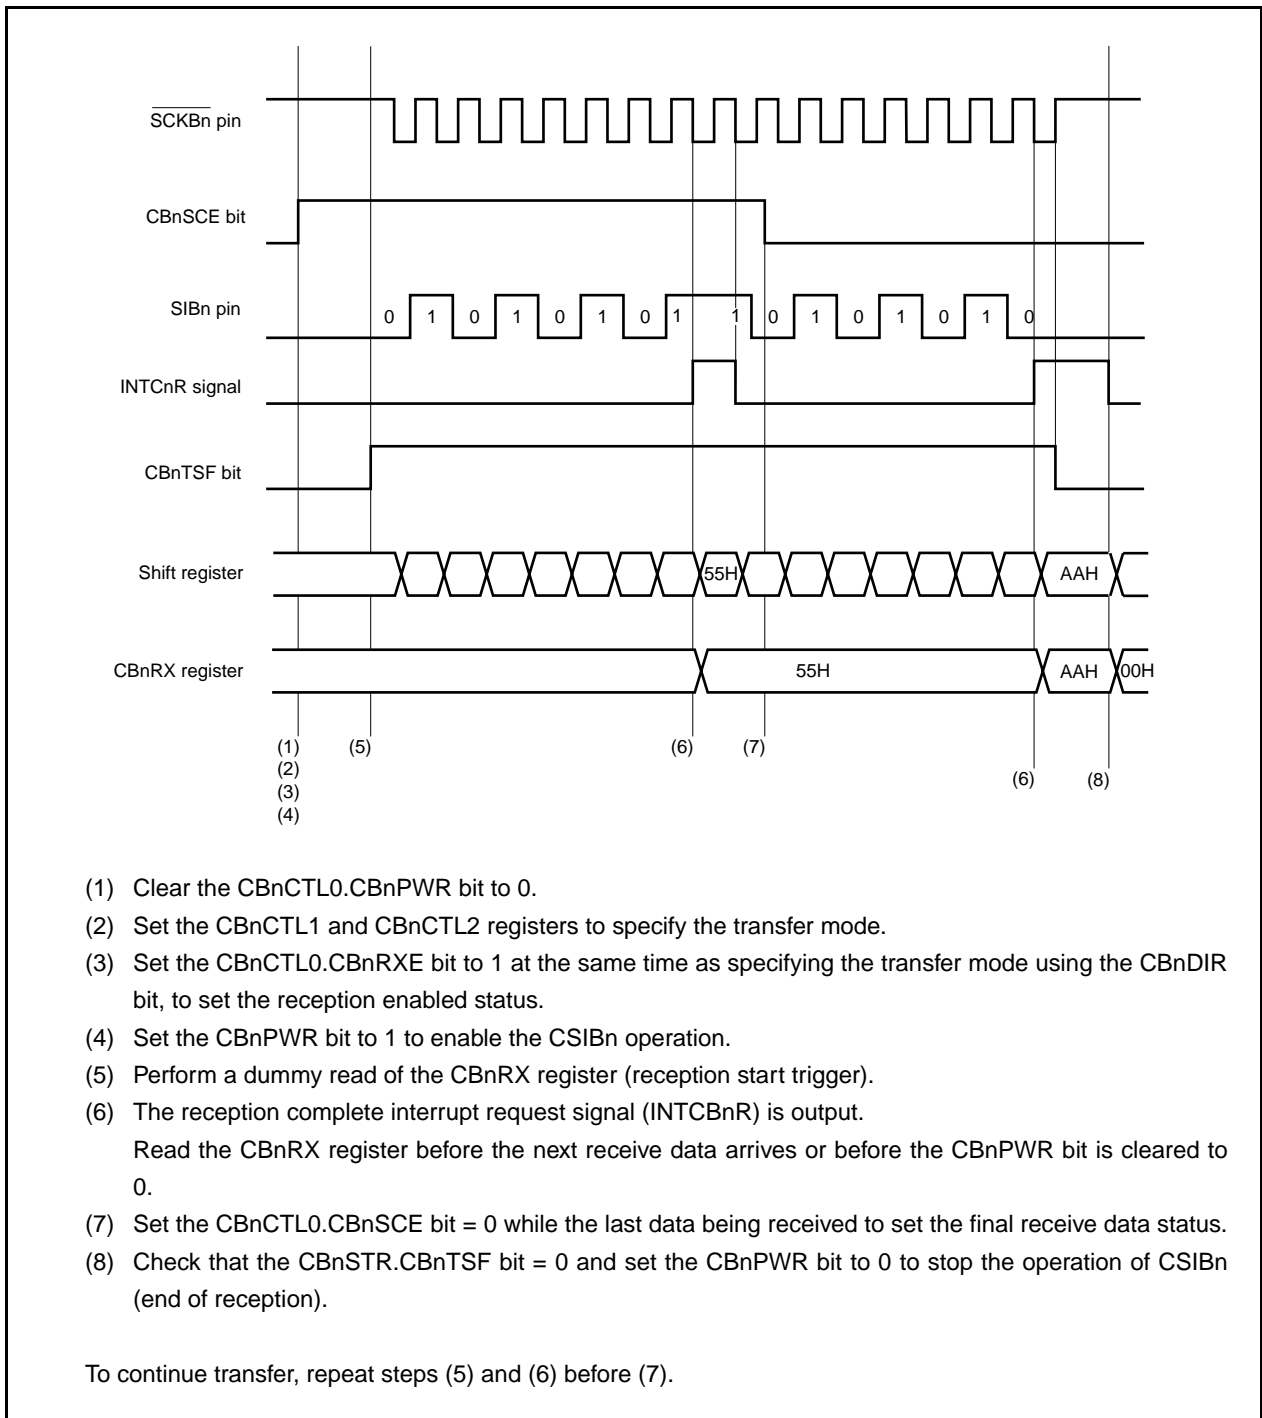 SCKBn pin
CBnSCE bit
SIBn pin
0 1 0 1 0 1 0 1 1 0 1 0 1 0 1 0
INTCnR signal
CBnTSF bit
Shift register
55H
AAH
CBnRX register
55H
AAH
00H
(1)
(5)
(6)
(7)
(2)
(3)
(4)
(6)
(8)
(1) Clear the CBnCTL0.CBnPWR bit to 0.
(2) Set the CBnCTL1 and CBnCTL2 registers to specify the transfer mode.
(3) Set the CBnCTL0.CBnRXE bit to 1 at the same time as specifying the transfer mode using the CBnDIR
bit, to set the reception enabled status.
(4) Set the CBnPWR bit to 1 to enable the CSIBn operation.
(5) Perform a dummy read of the CBnRX register (reception start trigger).
(6) The reception complete interrupt request signal (INTCBnR) is output.
Read the CBnRX register before the next receive data arrives or before the CBnPWR bit is cleared to
0.
(7) Set the CBnCTL0.CBnSCE bit = 0 while the last data being received to set the final receive data status.
(8) Check that the CBnSTR.CBnTSF bit = 0 and set the CBnPWR bit to 0 to stop the operation of CSIBn
(end of reception).
To continue transfer, repeat steps (5) and (6) before (7).